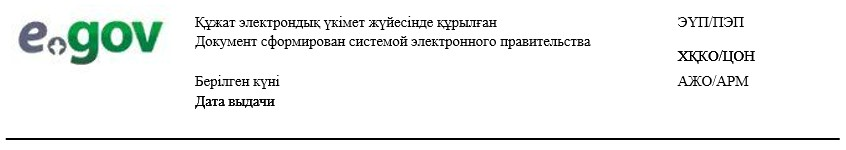 e.gov
Құжат электрондық үкімет жүйесінде құрылған
Документ сформирован системой электронного правительства
ЭҮП/ПЭП
ХҚКО/ЦОН
Берілген күні
Дата выдачи
АЖО/АРМ